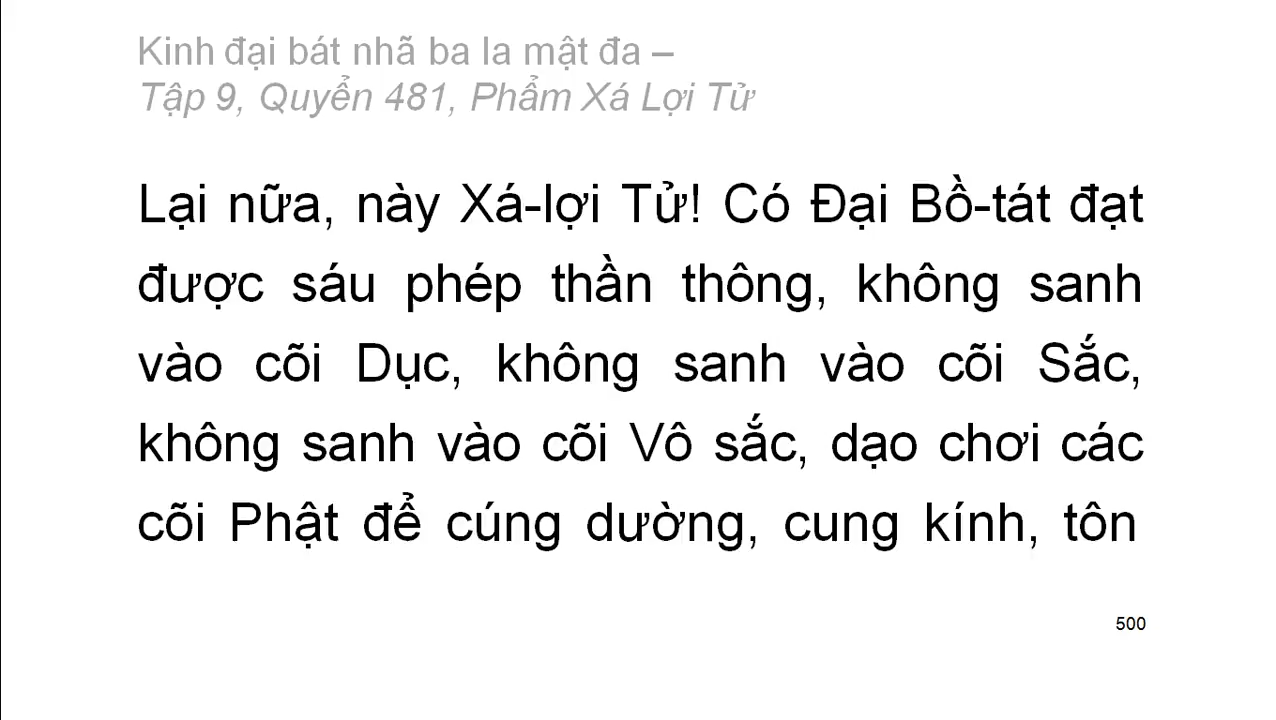 Kinh đại bát nhã ba la mật đa –
Tập 9, Quyển 481, Phẩm Xá Lợi Tử
Lại nữa, này Xá-lợi Tử! Có Đại Bồ-tát đạt
được sáu phép thần thông, không sanh
vào cõi Dục, không sanh vào cõi Sắc,
không sanh vào cõi Vô sắc, dạo chơi các
cõi Phật để cúng dường, cung kính, tôn
500